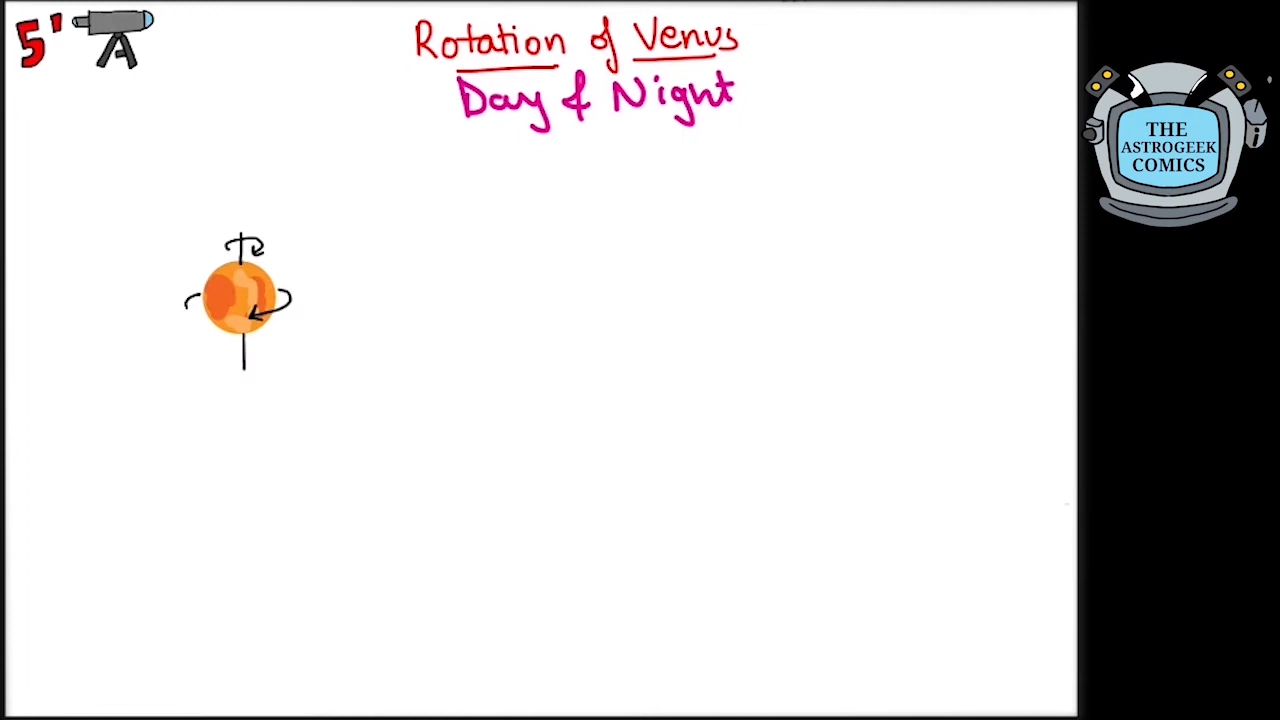 5'
Rotation of Venus
Day & Night
THE
ASTROGEEK
COMICS